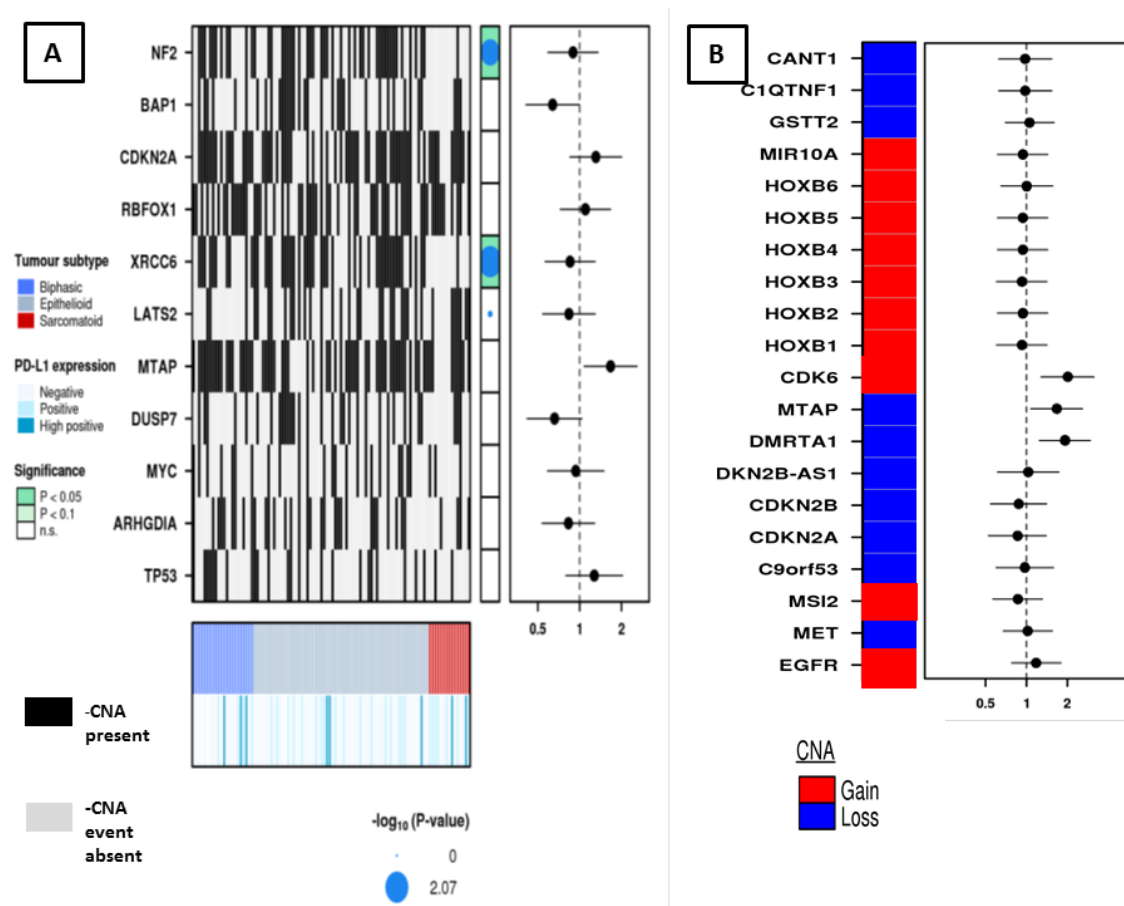 A
NF2
BAP1
CDKN2A
RBFOX1
XRCC6
LATS2
MTAP
DUSP7
MYC
ARHGDIA
TP53
0.5 1 2
Tumour subtype
Biphasic
Epithelioid
Sarcomatoid
PD-L1 expression
Negative
Positive
High positive
Significance
P < 0.05
P < 0.1
n.s.
-CNA
present
-CNA
event
absent
-log10 (P-value)
0
2.07
B
CANT1
C1QTNF1
GSTT2
MIR10A
HOXB6
HOXB5
HOXB4
HOXB3
HOXB2
HOXB1
CDK6
MTAP
DMRTA1
DKN2B-AS1
CDKN2B
CDKN2A
C9orf53
MSI2
MET
EGFR
0.5 1 2
CNA
Gain
Loss